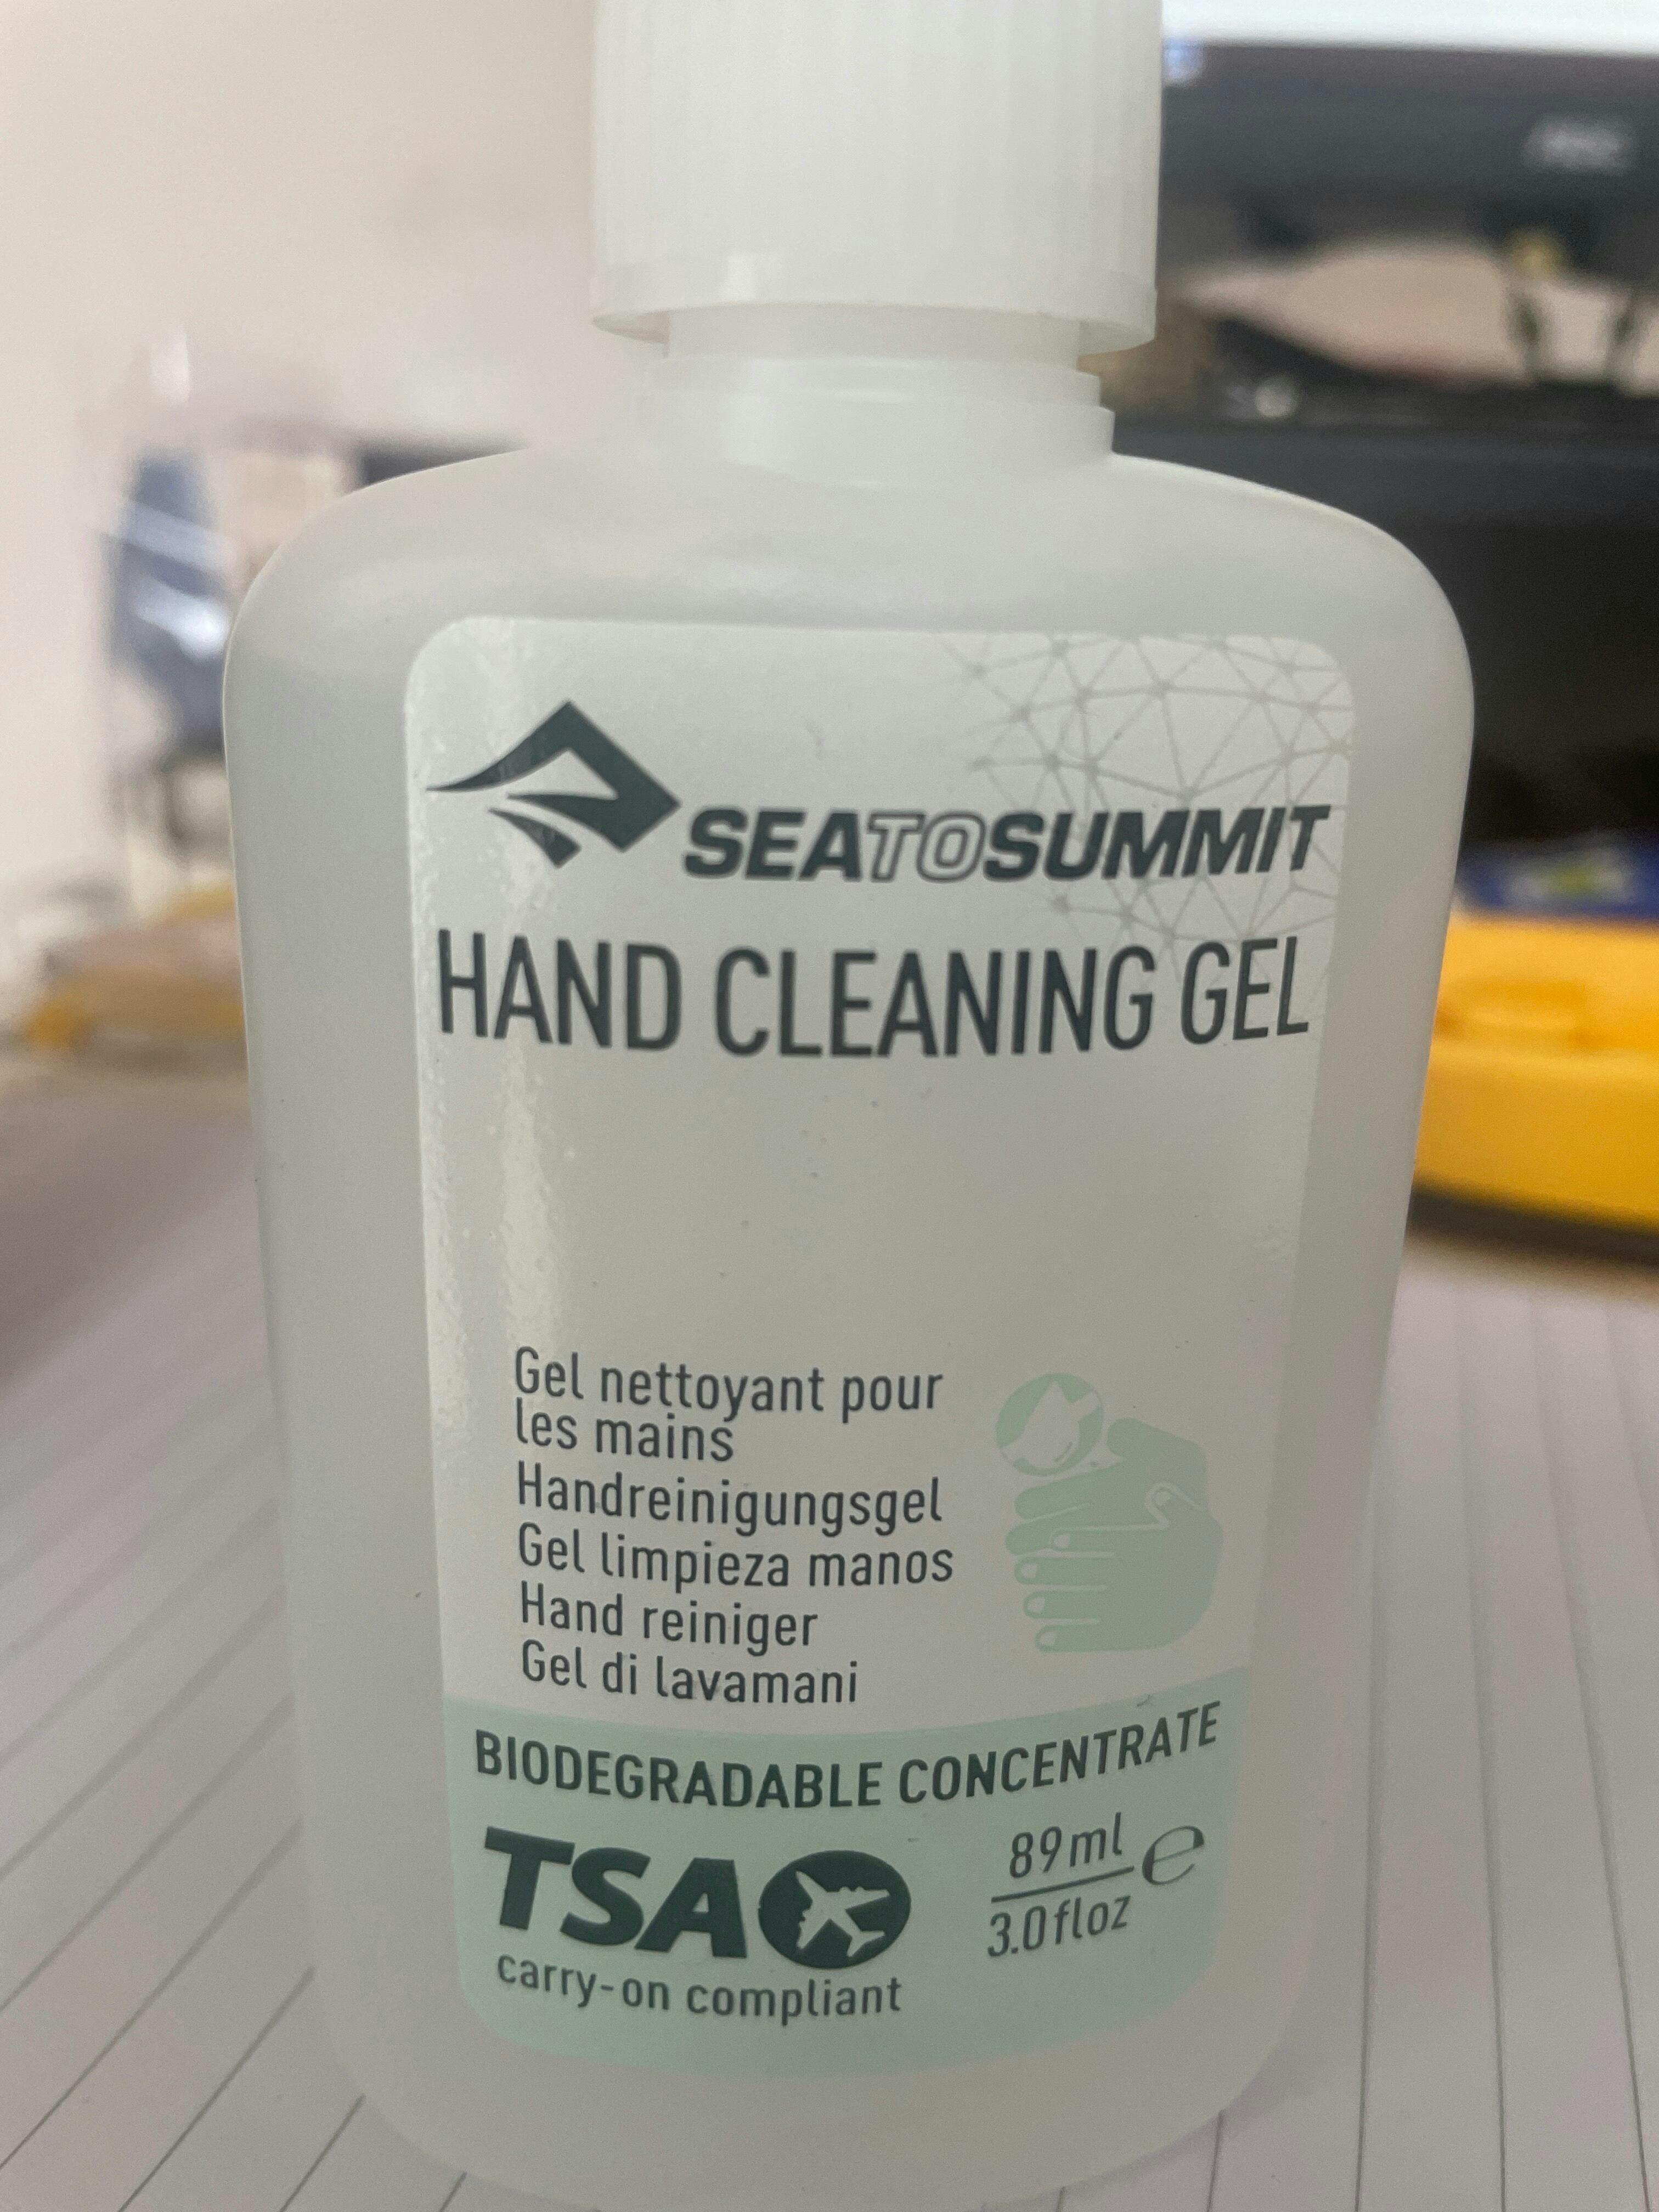 SEATOSUMMIT
HAND CLEANING GEL
Gel nettoyant pour
les mains
Handreinigungsgel
Gel limpieza manos
Hand reiniger
Gel di lavamani
BIODEGRADABLE CONCENTRATE
TSA
carry-on compliant
89ml e
3.0floz